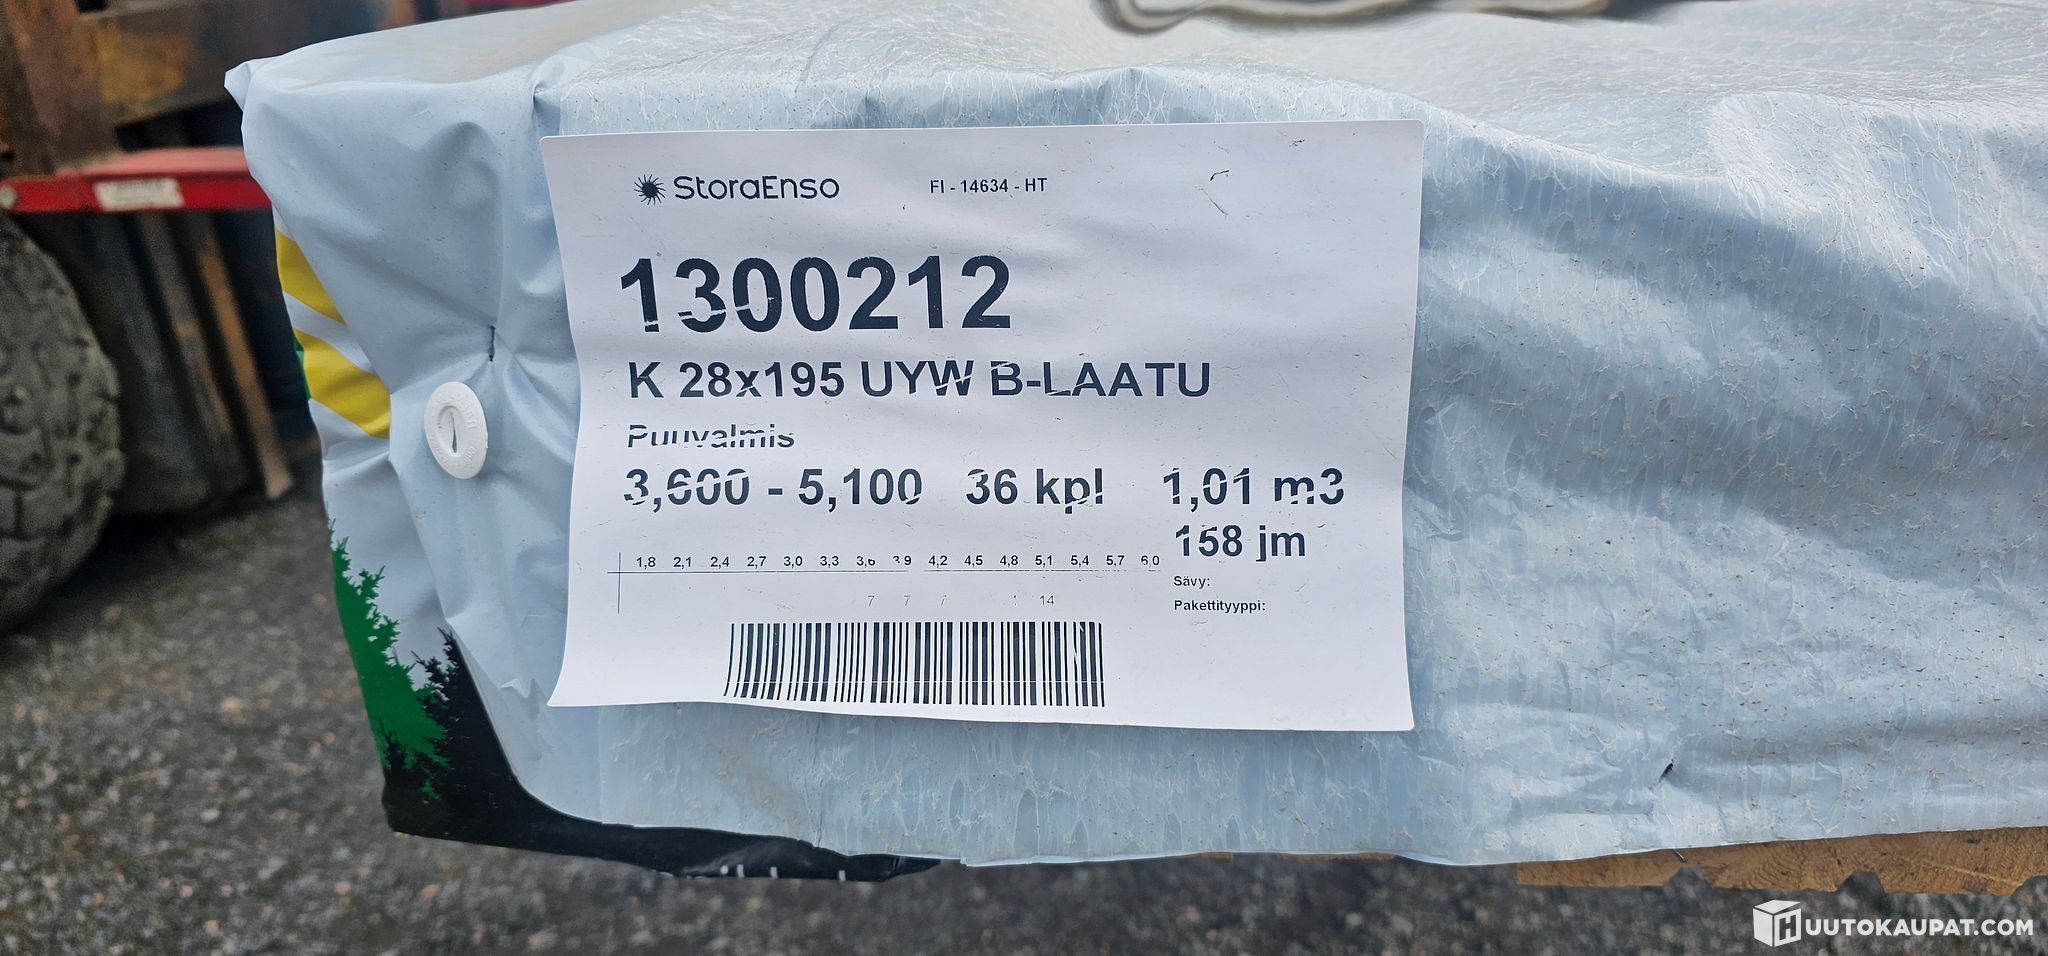 StoraEnso FI - 14634 - HT
1300212
K 28x195 UYW B-LAATU
Puuvalmis
3,600 - 5,100 36 kpl 1,01 m3
158 jm
1,8 2,1 2,4 2,7 3,0 3,3 3,6 3,9 4,2 4,5 4,8 5,1 5,4 5,7 6,0
Sävy:
7 7 7 1 14
Pakettityyppi:
HUUTOKAUPAT.COM